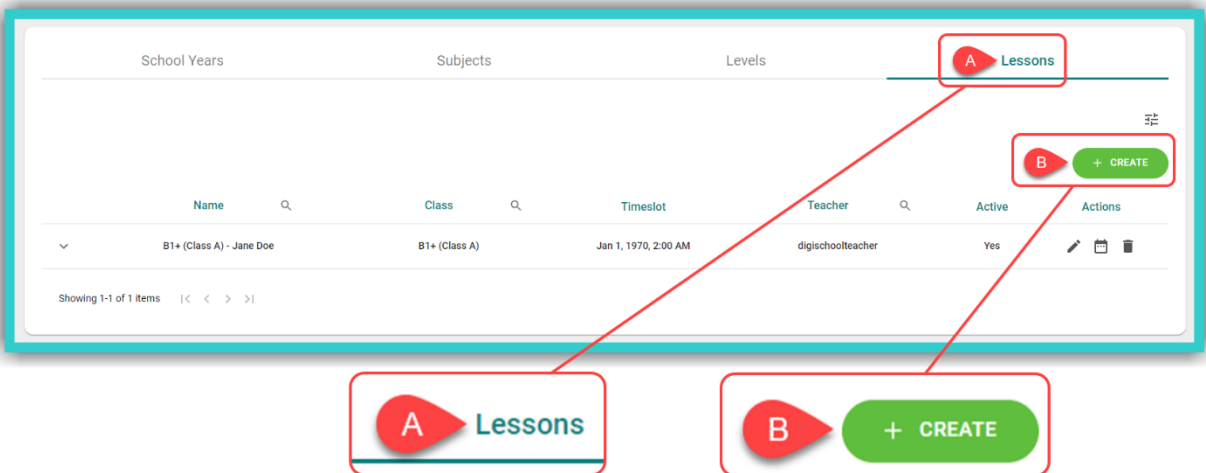 School Years Subjects Levels A Lessons
B + CREATE
Name Class Timeslot Teacher Active Actions
B1+ (Class A) - Jane Doe B1+ (Class A) Jan 1, 1970, 2:00 AM digischoolteacher Yes
Showing 1-1 of 1 items |< < > >|
A Lessons B + CREATE